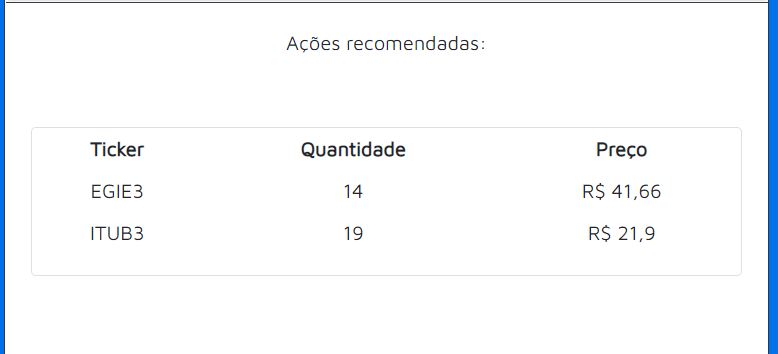 Ações recomendadas:
Ticker Quantidade Preço
EGIE3 14 R$ 41,66
ITUB3 19 R$ 21,9